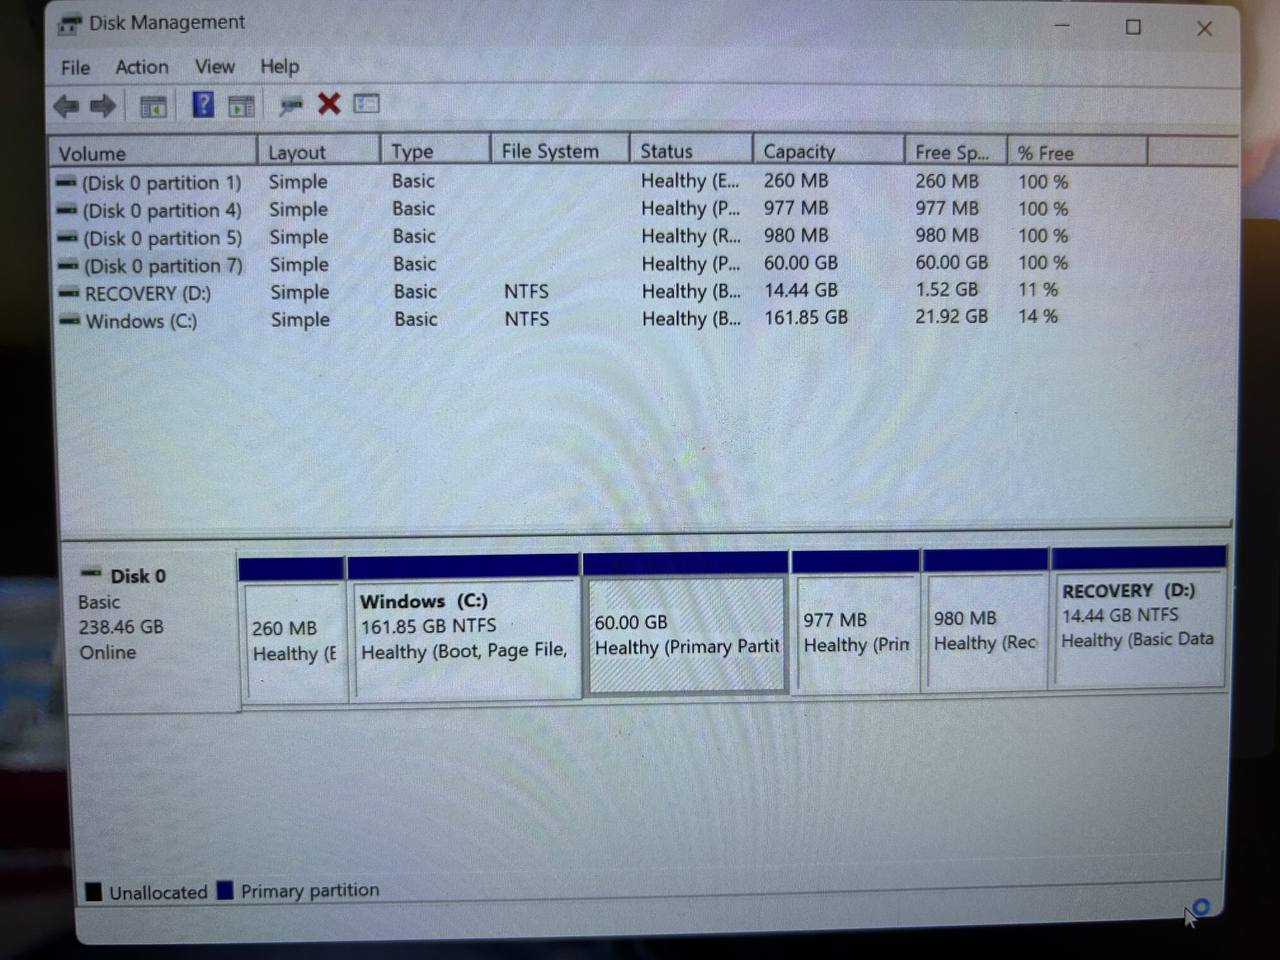 Disk Management
File Action View Help
Volume Layout Type File System Status Capacity Free Sp... % Free
(Disk 0 partition 1) Simple Basic Healthy (E... 260 MB 260 MB 100 %
(Disk 0 partition 4) Simple Basic Healthy (P... 977 MB 977 MB 100 %
(Disk 0 partition 5) Simple Basic Healthy (R... 980 MB 980 MB 100 %
(Disk 0 partition 7) Simple Basic Healthy (P... 60.00 GB 60.00 GB 100 %
RECOVERY (D:) Simple Basic NTFS Healthy (B... 14.44 GB 1.52 GB 11 %
Windows (C:) Simple Basic NTFS Healthy (B... 161.85 GB 21.92 GB 14 %
Disk 0
Basic
238.46 GB
Online
260 MB
Healthy (E
Windows (C:)
161.85 GB NTFS
Healthy (Boot, Page File,
60.00 GB
Healthy (Primary Partit
977 MB
Healthy (Prin
980 MB
Healthy (Rec
RECOVERY (D:)
14.44 GB NTFS
Healthy (Basic Data
Unallocated Primary partition